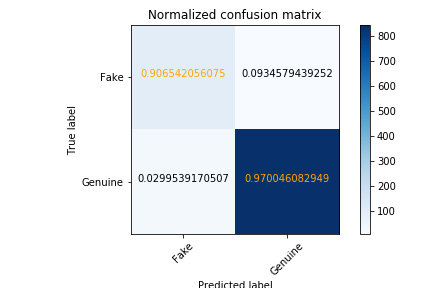 Normalized confusion matrix
Fake
0.906542056075
0.0934579439252
Genuine
0.0299539170507
0.970046082949
True label
Fake
Genuine
Predicted label
800
700
600
500
400
300
200
100